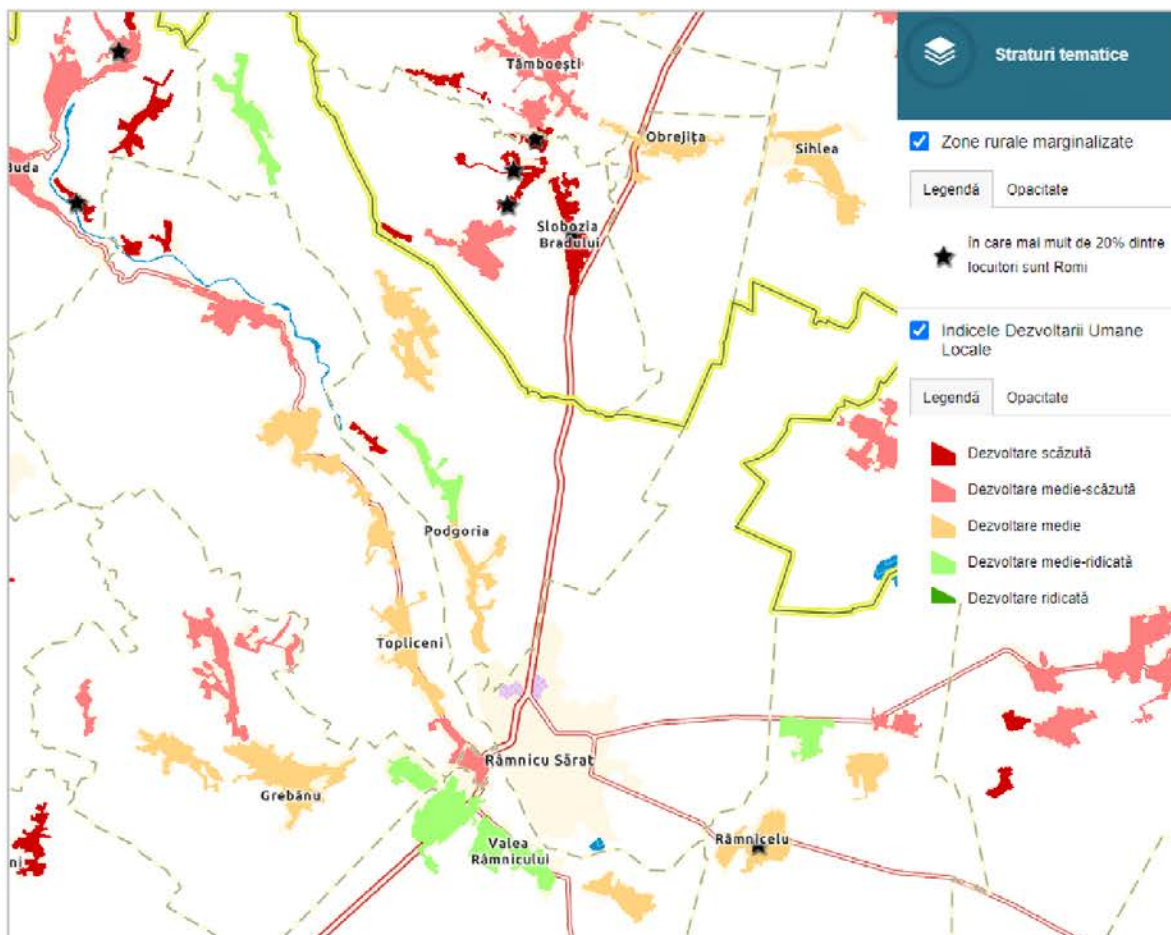 Tâmboești
Obrejița
Sihlea
Buda
Slobozia
Bradului
Podgoria
Topliceni
Râmnicu Sărat
Grebănu
Valea
Râmnicului
Râmnicelu
ni
Straturi tematice
Zone rurale marginalizate
Legendă Opacitate
în care mai mult de 20% dintre
locuitori sunt Romi
Indicele Dezvoltarii Umane
Locale
Legendă Opacitate
Dezvoltare scăzută
Dezvoltare medie-scăzută
Dezvoltare medie
Dezvoltare medie-ridicată
Dezvoltare ridicată